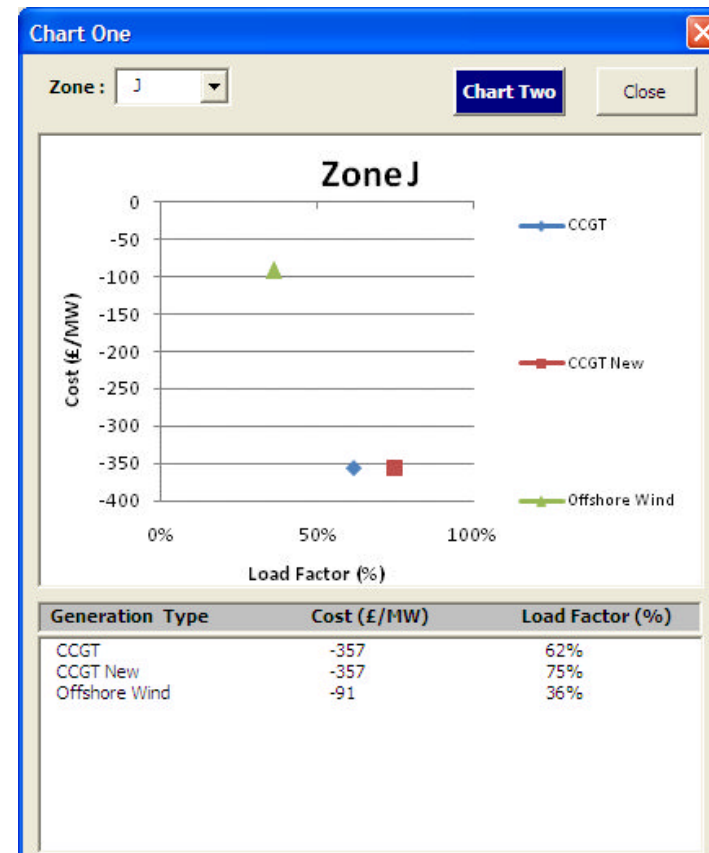 Chart One
Zone : J
Chart Two
Close
Zone J
0
-50
-100
-150
-200
-250
-300
-350
-400
Cost (£/MW)
0% 50% 100%
Load Factor (%)
CCGT
CCGT New
Offshore Wind
Generation Type Cost (£/MW) Load Factor (%)
CCGT -357 62%
CCGT New -357 75%
Offshore Wind -91 36%